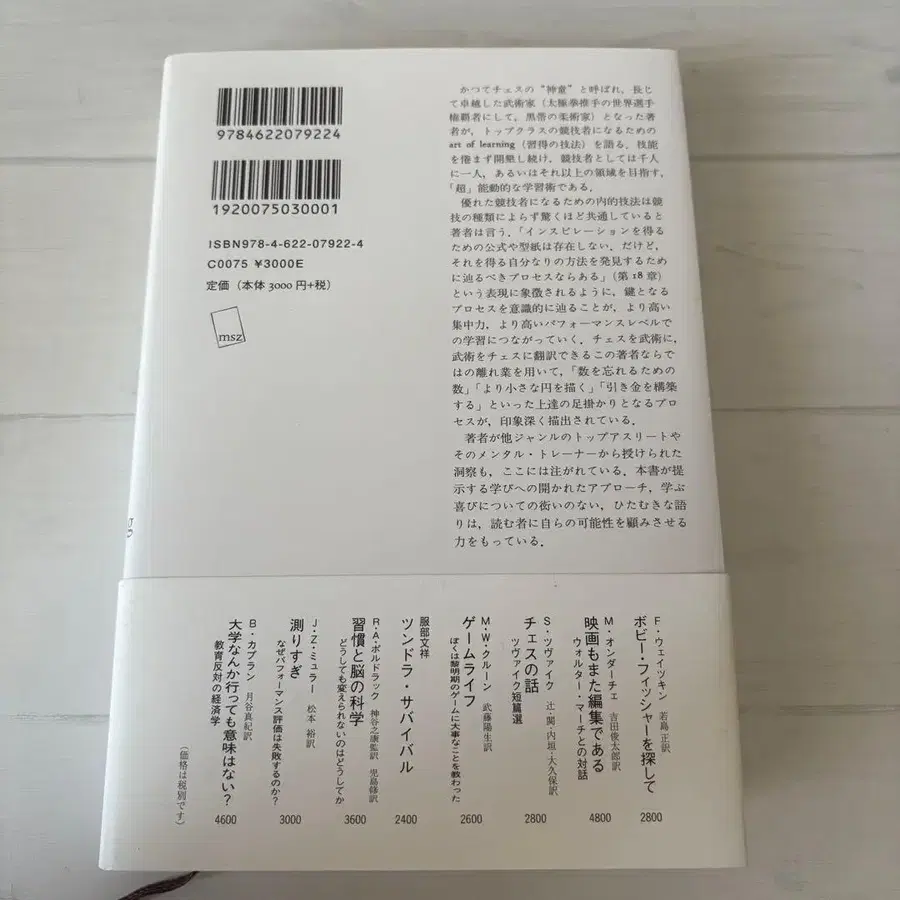 9784622079224
1920075030001
ISBN978-4-622-07922-4
C0075 ¥3000E
定価（本体 3000 円+税）
msz
かつてチェスの“神童”と呼ばれ，長じ
て卓越した武術家（太極拳推手の世界選手
権覇者にして，黒帯の柔術家）となった著
者が，トップクラスの競技者になるための
art of learning（習得の技法）を語る．技能
を倦まず開墾し続け，競技者としては千人
に一人，あるいはそれ以上の領域を目指す，
「超」能動的な学習術である．
優れた競技者になるための内的技法は競
技の種類によらず驚くほど共通していると
著者は言う．「インスピレーションを得る
ための公式や型紙は存在しない．だけど，
それを得る自分なりの方法を発見するため
に辿るべきプロセスならある」（第 18 章）
という表現に象徴されるように，鍵となる
プロセスを意識的に辿ることが，より高い
集中力，より高いパフォーマンスレベルで
の学習につながっていく．チェスを武術に，
武術をチェスに翻訳できるこの著者ならで
はの離れ業を用いて，「数を忘れるための
数」「より小さな円を描く」「引き金を構築
する」といった上達の足掛かりとなるプロ
セスが，印象深く描出されている．
著者が他ジャンルのトップアスリートや
そのメンタル・トレーナーから授けられた
洞察も，ここには注がれている．本書が提
示する学びへの開かれたアプローチ，学ぶ
喜びについての衒いのない，ひたむきな語
りは，読む者に自らの可能性を顧みさせる
力をもっている．
F・ウェイツキン 若島 正訳
ボビー・フィッシャーを探して
2800
M・オンダーチェ 吉田俊太郎訳
映画もまた編集である
ウォルター・マーチとの対話
4800
S・ツヴァイク 辻・関・内垣・大久保訳
チェスの話
ツヴァイク短篇選
2800
M・W・クルーン 武藤陽生訳
ゲームライフ
ぼくは黎明期のゲームに大事なことを教わった
2600
服部文祥
ツンドラ・サバイバル
2400
R・A・ポルドラック 神谷之康監訳 児島修訳
習慣と脳の科学
どうしても変えられないのはどうしてか
3600
J・Z・ミュラー 松本 裕訳
測りすぎ
なぜパフォーマンス評価は失敗するのか？
3000
B・カプラン 月谷真紀訳
大学なんか行っても意味はない？
教育反対の経済学
4600
（価格は税別です）